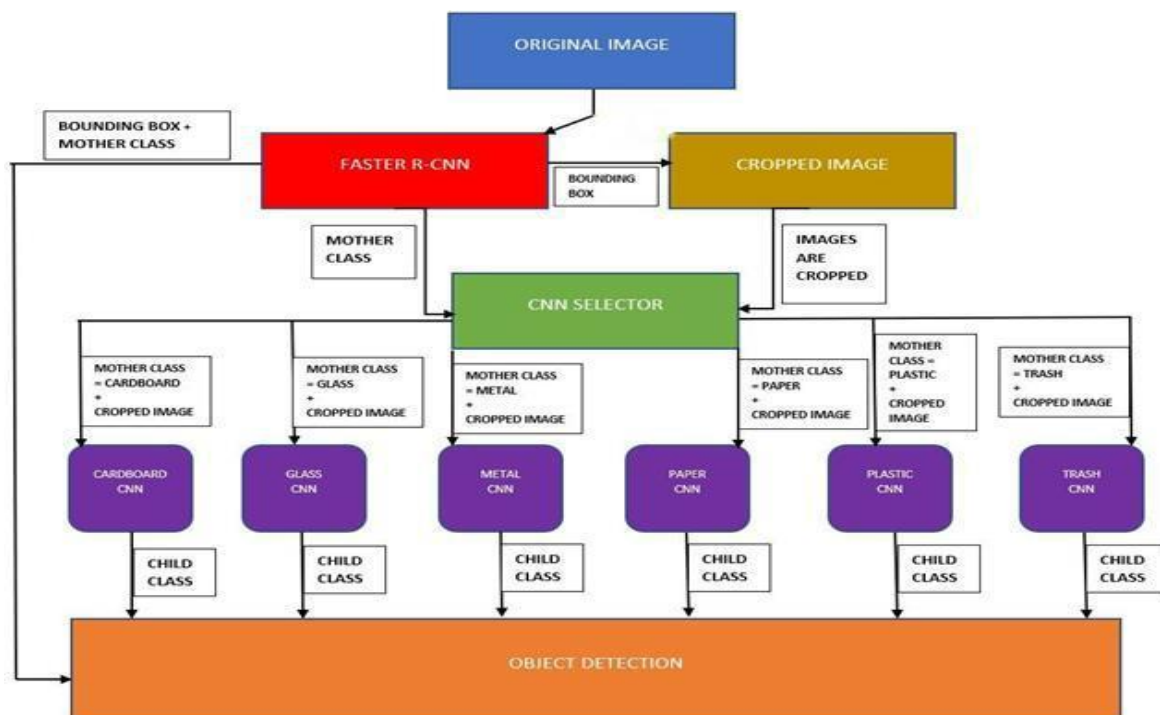 ORIGINAL IMAGE
BOUNDING BOX +
MOTHER CLASS
FASTER R-CNN
BOUNDING
BOX
CROPPED IMAGE
MOTHER
CLASS
IMAGES
ARE
CROPPED
CNN SELECTOR
MOTHER CLASS
= CARDBOARD
+
CROPPED IMAGE
MOTHER CLASS
= GLASS
+
CROPPED IMAGE
MOTHER CLASS
= METAL
+
CROPPED IMAGE
MOTHER CLASS
= PAPER
+
CROPPED IMAGE
MOTHER
CLASS =
PLASTIC
+
CROPPED
IMAGE
MOTHER CLASS
= TRASH
+
CROPPED IMAGE
CARDBOARD
CNN
GLASS
CNN
METAL
CNN
PAPER
CNN
PLASTIC
CNN
TRASH
CNN
CHILD
CLASS
CHILD
CLASS
CHILD
CLASS
CHILD
CLASS
CHILD
CLASS
CHILD
CLASS
OBJECT DETECTION